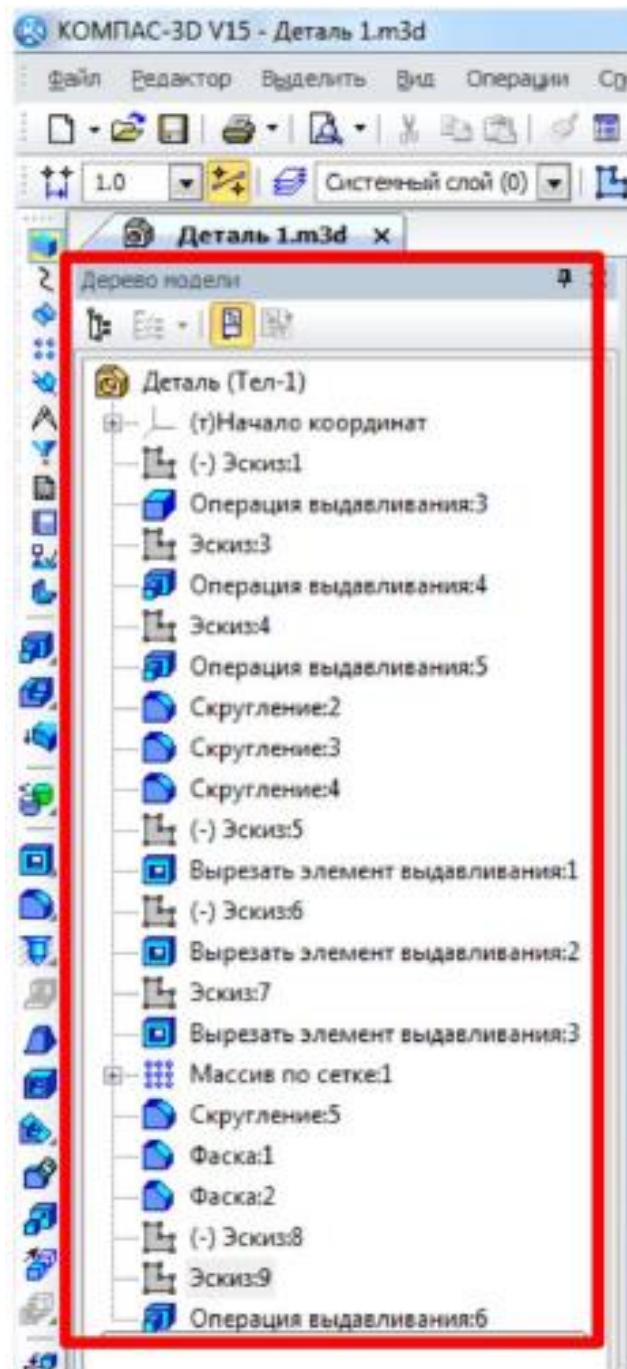 КОМПАС-3D V15 - Деталь 1.m3d
Файл Редактор Выделить Вид Операции
1.0 Системный слой (0)
Деталь 1.m3d
Дерево модели
Деталь (Тел-1)
(т)Начало координат
(-) Эскиз:1
Операция выдавливания:3
Эскиз:3
Операция выдавливания:4
Эскиз:4
Операция выдавливания:5
Скругление:2
Скругление:3
Скругление:4
(-) Эскиз:5
Вырезать элемент выдавливания:1
(-) Эскиз:6
Вырезать элемент выдавливания:2
Эскиз:7
Вырезать элемент выдавливания:3
Массив по сетке:1
Скругление:5
Фаска:1
Фаска:2
(-) Эскиз:8
Эскиз:9
Операция выдавливания:6